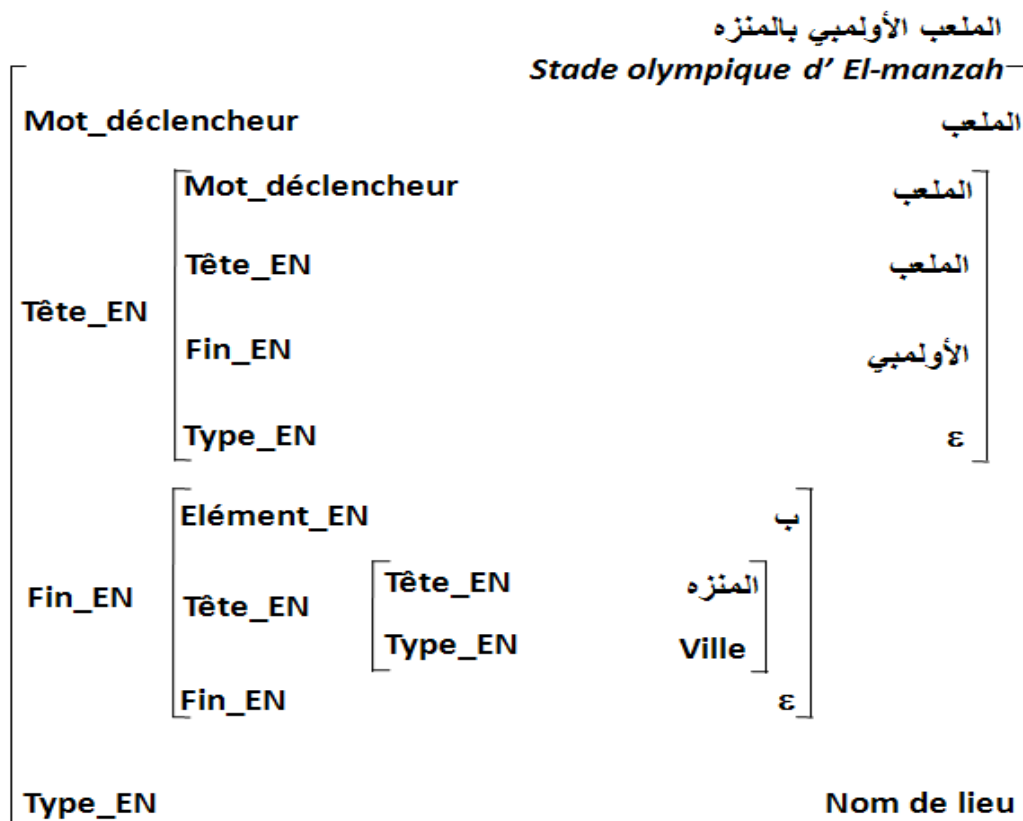 الملعب الأولمبي بالمنزه
Stade olympique d’ El-manzah
Mot_déclencheur الملعب
Mot_déclencheur الملعب
Tête_EN الملعب
Tête_EN
Fin_EN الأولمبي
Type_EN ε
Elément_EN ب
Tête_EN المنزه
Fin_EN
Tête_EN
Type_EN Ville
Fin_EN ε
Type_EN Nom de lieu